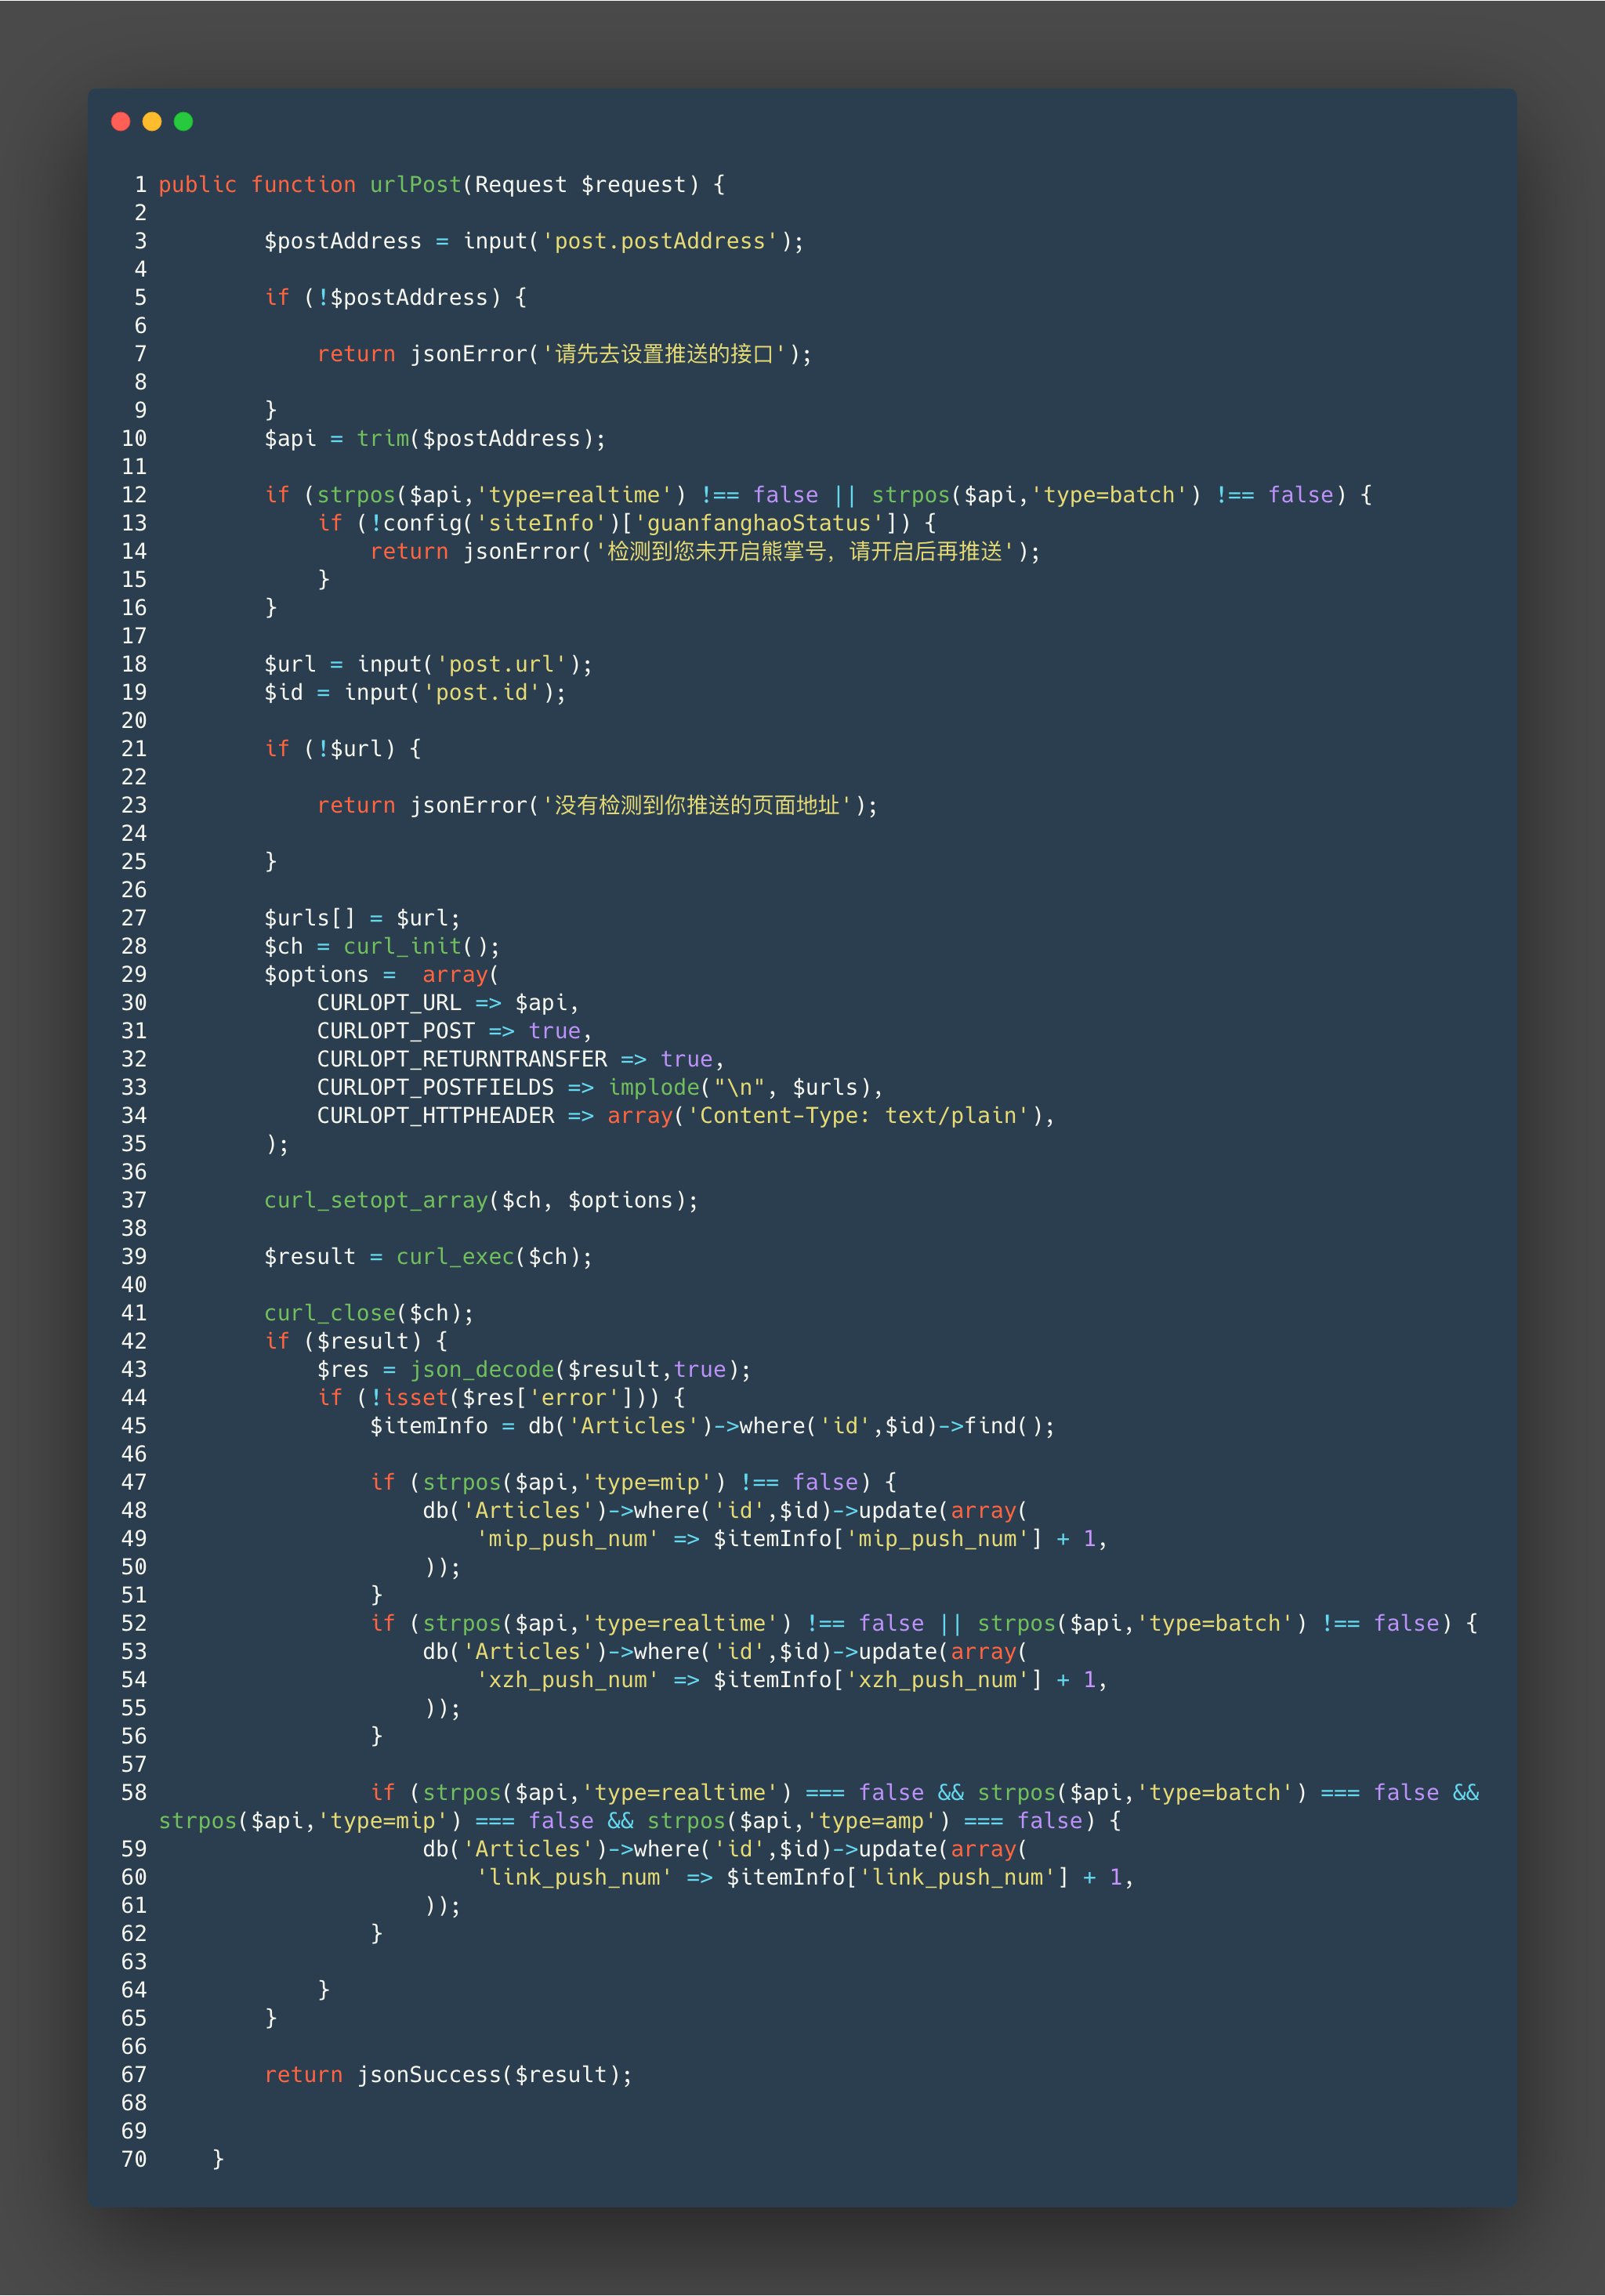 1 public function urlPost(Request $request) {
2
3         $postAddress = input('post.postAddress');
4
5         if (!$postAddress) {
6
7             return jsonError('请先去设置推送的接口');
8
9         }
10         $api = trim($postAddress);
11
12         if (strpos($api,'type=realtime') !== false || strpos($api,'type=batch') !== false) {
13             if (!config('siteInfo')['guanfanghaoStatus']) {
14                 return jsonError('检测到您未开启熊掌号，请开启后再推送');
15             }
16         }
17
18         $url = input('post.url');
19         $id = input('post.id');
20
21         if (!$url) {
22
23             return jsonError('没有检测到你推送的页面地址');
24
25         }
26
27         $urls[] = $url;
28         $ch = curl_init();
29         $options =  array(
30             CURLOPT_URL => $api,
31             CURLOPT_POST => true,
32             CURLOPT_RETURNTRANSFER => true,
33             CURLOPT_POSTFIELDS => implode("\n", $urls),
34             CURLOPT_HTTPHEADER => array('Content-Type: text/plain'),
35         );
36
37         curl_setopt_array($ch, $options);
38
39         $result = curl_exec($ch);
40
41         curl_close($ch);
42         if ($result) {
43             $res = json_decode($result,true);
44             if (!isset($res['error'])) {
45                 $itemInfo = db('Articles')->where('id',$id)->find();
46
47                 if (strpos($api,'type=mip') !== false) {
48                     db('Articles')->where('id',$id)->update(array(
49                         'mip_push_num' => $itemInfo['mip_push_num'] + 1,
50                     ));
51                 }
52                 if (strpos($api,'type=realtime') !== false || strpos($api,'type=batch') !== false) {
53                     db('Articles')->where('id',$id)->update(array(
54                         'xzh_push_num' => $itemInfo['xzh_push_num'] + 1,
55                     ));
56                 }
57
58                 if (strpos($api,'type=realtime') === false && strpos($api,'type=batch') === false &&
strpos($api,'type=mip') === false && strpos($api,'type=amp') === false) {
59                     db('Articles')->where('id',$id)->update(array(
60                         'link_push_num' => $itemInfo['link_push_num'] + 1,
61                     ));
62                 }
63
64             }
65         }
66
67         return jsonSuccess($result);
68
69
70     }